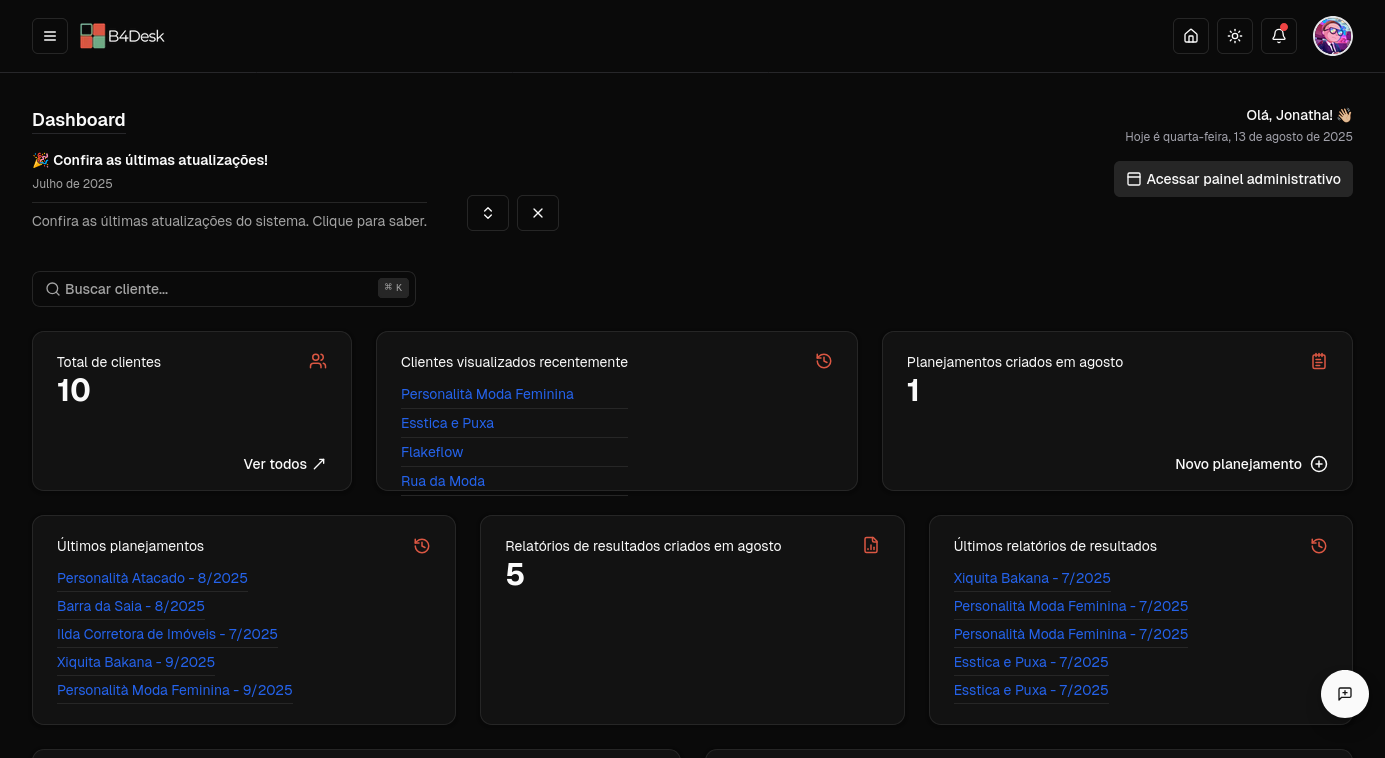 B4Desk
Dashboard
Olá, Jonatha! 👋🏻
Hoje é quarta-feira, 13 de agosto de 2025
🎉 Confira as últimas atualizações!
Julho de 2025
Acessar painel administrativo
Confira as últimas atualizações do sistema. Clique para saber.
Buscar cliente...
⌘ K
Total de clientes
10
Ver todos
Clientes visualizados recentemente
Personalità Moda Feminina
Esstica e Puxa
Flakeflow
Rua da Moda
Planejamentos criados em agosto
1
Novo planejamento
Últimos planejamentos
Personalità Atacado - 8/2025
Barra da Saia - 8/2025
Ilda Corretora de Imóveis - 7/2025
Xiquita Bakana - 9/2025
Personalità Moda Feminina - 9/2025
Relatórios de resultados criados em agosto
5
Últimos relatórios de resultados
Xiquita Bakana - 7/2025
Personalità Moda Feminina - 7/2025
Personalità Moda Feminina - 7/2025
Esstica e Puxa - 7/2025
Esstica e Puxa - 7/2025